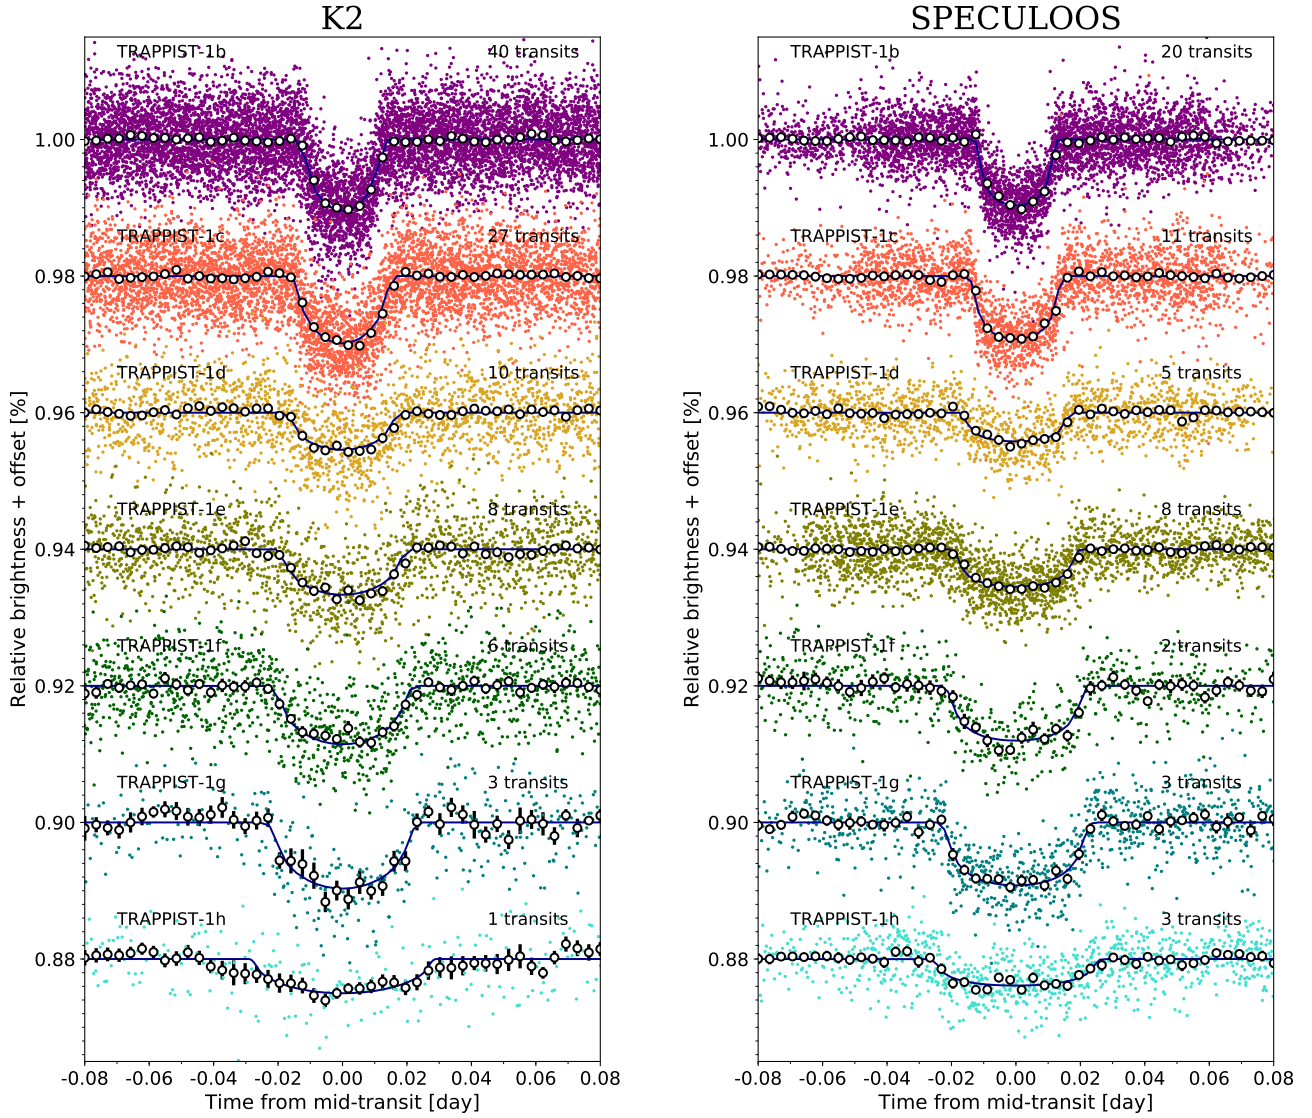 K2
TRAPPIST-1b 40 transits
1.00
TRAPPIST-1c 27 transits
0.98
TRAPPIST-1d 10 transits
0.96
TRAPPIST-1e 8 transits
0.94
TRAPPIST-1f 6 transits
0.92
TRAPPIST-1g 3 transits
0.90
TRAPPIST-1h 1 transits
0.88
Relative brightness + offset [%]
-0.08 -0.06 -0.04 -0.02 0.00 0.02 0.04 0.06 0.08
Time from mid-transit [day]
SPECULOOS
TRAPPIST-1b 20 transits
1.00
TRAPPIST-1c 11 transits
0.98
TRAPPIST-1d 5 transits
0.96
TRAPPIST-1e 8 transits
0.94
TRAPPIST-1f 2 transits
0.92
TRAPPIST-1g 3 transits
0.90
TRAPPIST-1h 3 transits
0.88
Relative brightness + offset [%]
-0.08 -0.06 -0.04 -0.02 0.00 0.02 0.04 0.06 0.08
Time from mid-transit [day]